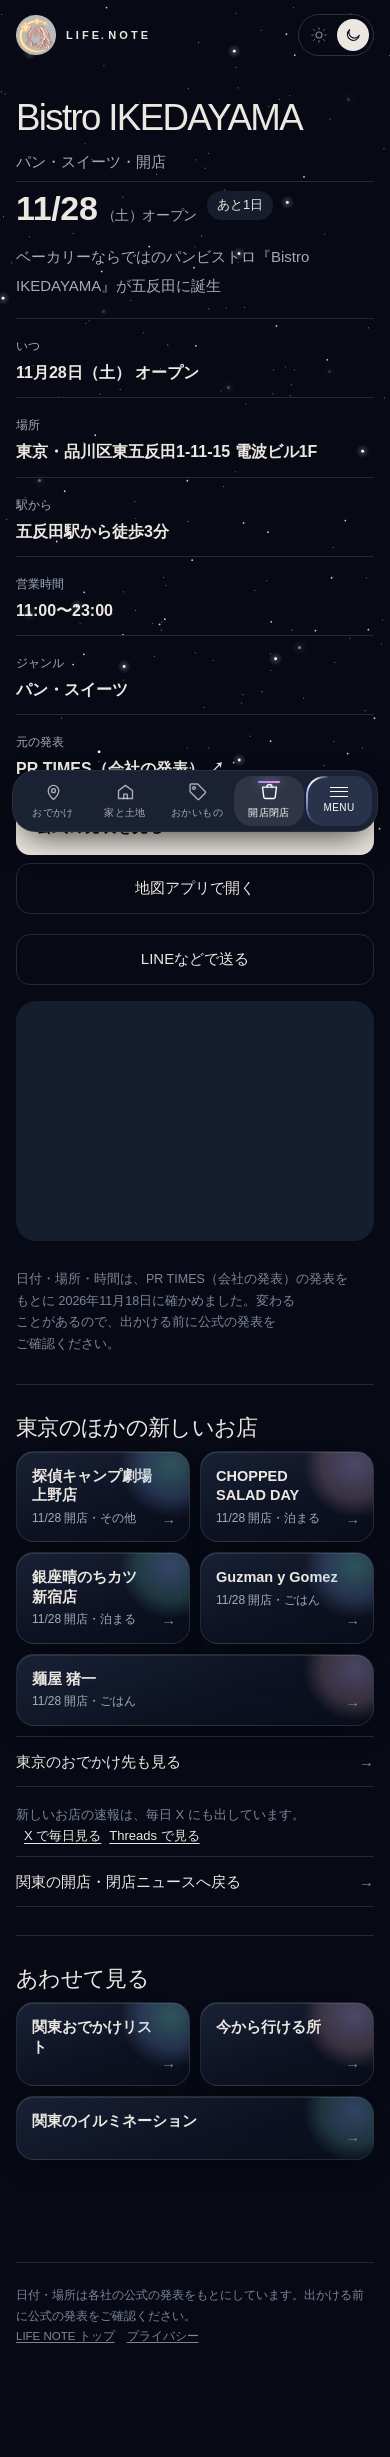 LIFE.NOTE
Bistro IKEDAYAMA
パン・スイーツ・開店
11/28 （土）オープン あと1日
ベーカリーならではのパンビストロ『Bistro
IKEDAYAMA』が五反田に誕生
いつ
11月28日（土） オープン
場所
東京・品川区東五反田1-11-15 電波ビル1F
駅から
五反田駅から徒歩3分
営業時間
11:00〜23:00
ジャンル
パン・スイーツ
元の発表
PR TIMES（会社の発表） ↗
おでかけ 家と土地 おかいもの 開店閉店 MENU
地図アプリで開く
LINEなどで送る
日付・場所・時間は、PR TIMES（会社の発表）の発表を
もとに 2026年11月18日に確かめました。変わる
ことがあるので、出かける前に公式の発表を
ご確認ください。
東京のほかの新しいお店
探偵キャンプ劇場
上野店
11/28 開店・その他 →
CHOPPED
SALAD DAY
11/28 開店・泊まる →
銀座晴のちカツ
新宿店
11/28 開店・泊まる →
Guzman y Gomez
11/28 開店・ごはん
→
麺屋 猪一
11/28 開店・ごはん →
東京のおでかけ先も見る →
新しいお店の速報は、毎日 X にも出しています。
X で毎日見る Threads で見る
関東の開店・閉店ニュースへ戻る →
あわせて見る
関東おでかけリス
ト
→
今から行ける所
→
関東のイルミネーション
→
日付・場所は各社の公式の発表をもとにしています。出かける前
に公式の発表をご確認ください。
LIFE NOTE トップ プライバシー